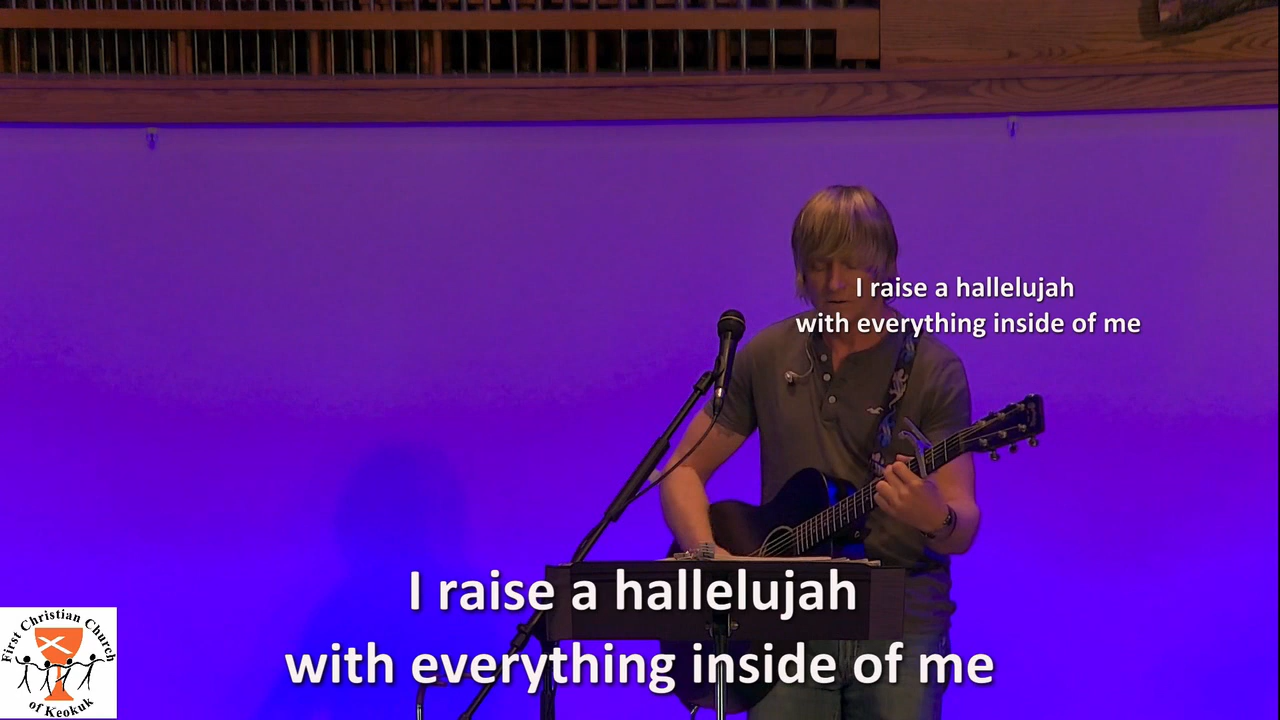 I raise a hallelujah
with everything inside of me
I raise a hallelujah
with everything inside of me
First Christian Church
of Keokuk